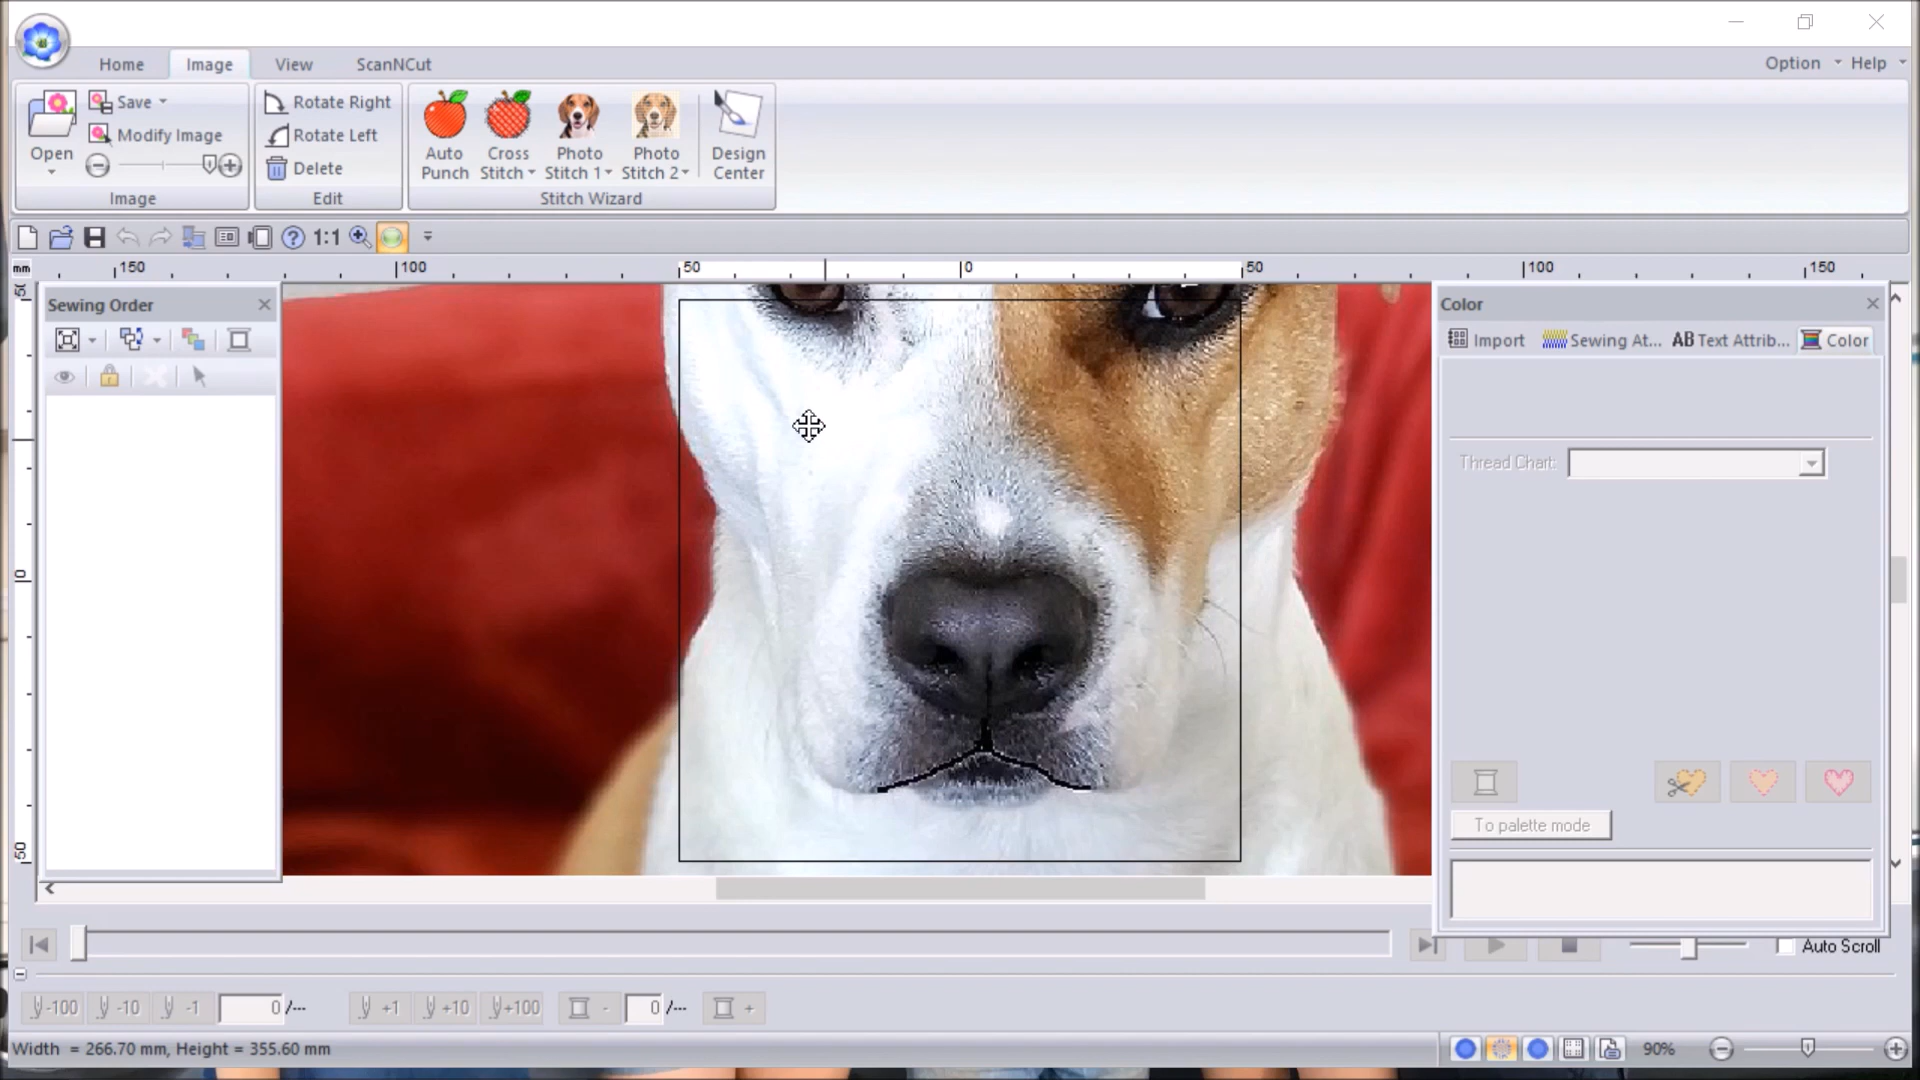 Home Image View ScanNCut Option Help
Open
Save
Modify Image
Image
Rotate Right
Rotate Left
Delete
Edit
Auto Punch
Cross Stitch
Photo Stitch 1
Photo Stitch 2
Design Center
Stitch Wizard
1:1
mm 150 100 50 0 50 100 150
50
0
50
Sewing Order
Color
Import Sewing At... AB Text Attrib... Color
Thread Chart:
To palette mode
Auto Scroll
-100 -10 -1 0 /--- +1 +10 +100 - 0 /--- +
Width = 266.70 mm, Height = 355.60 mm
90%